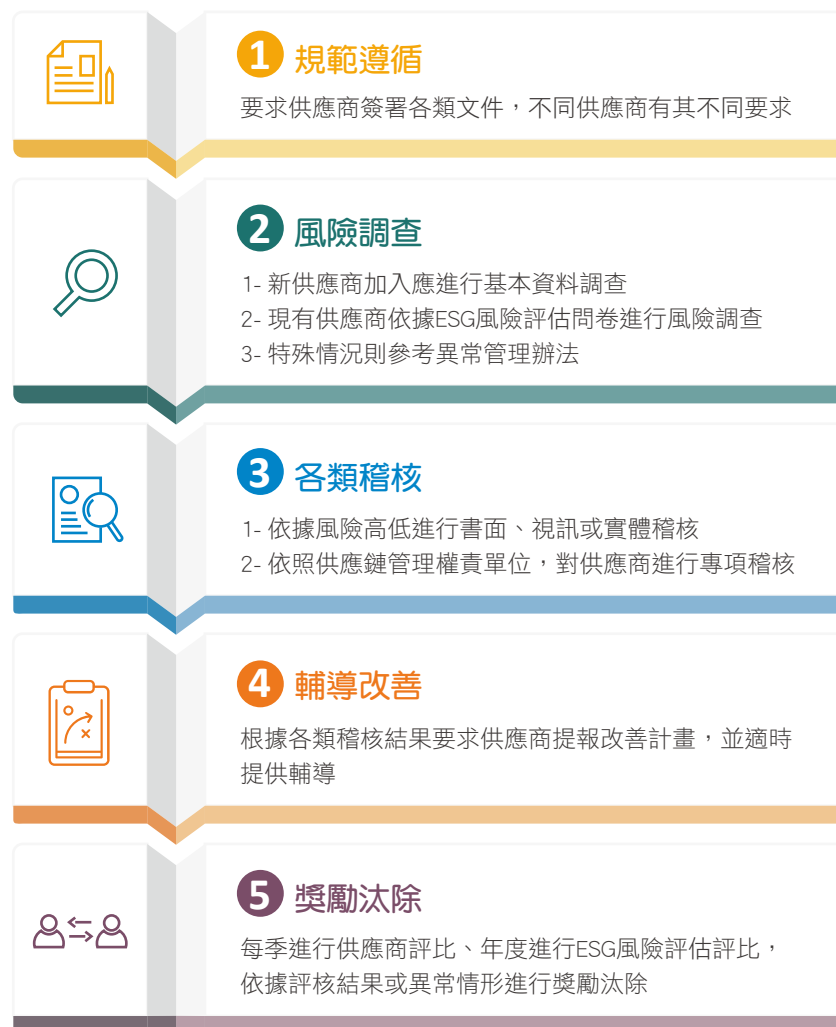 1 規範遵循
要求供應商簽署各類文件，不同供應商有其不同要求
2 風險調查
1- 新供應商加入應進行基本資料調查
2- 現有供應商依據ESG風險評估問卷進行風險調查
3- 特殊情況則參考異常管理辦法
3 各類稽核
1- 依據風險高低進行書面、視訊或實體稽核
2- 依照供應鏈管理權責單位，對供應商進行專項稽核
4 輔導改善
根據各類稽核結果要求供應商提報改善計畫，並適時
提供輔導
5 獎勵汰除
每季進行供應商評比、年度進行ESG風險評估評比，
依據評核結果或異常情形進行獎勵汰除